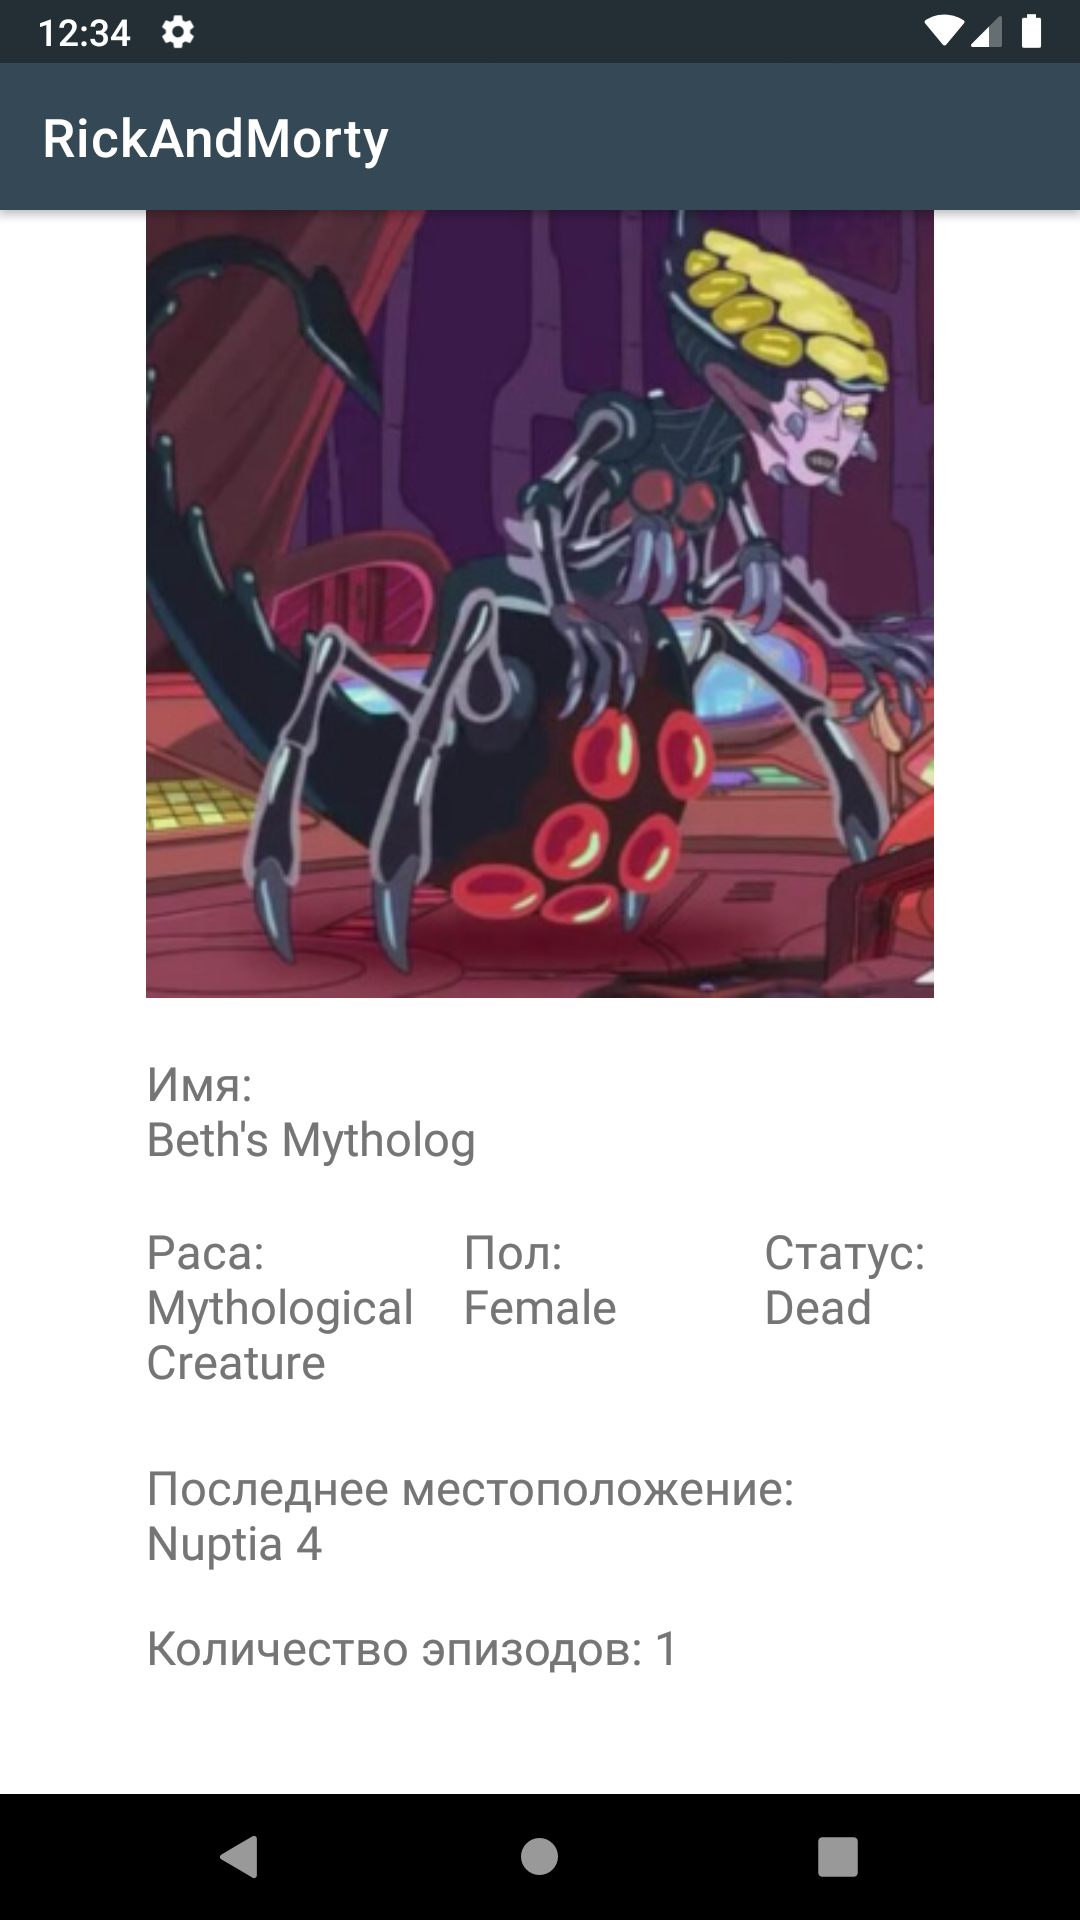 12:34
RickAndMorty
Имя:
Beth's Mytholog
Раса: Пол: Статус:
Mythological Female Dead
Creature
Последнее местоположение:
Nuptia 4
Количество эпизодов: 1